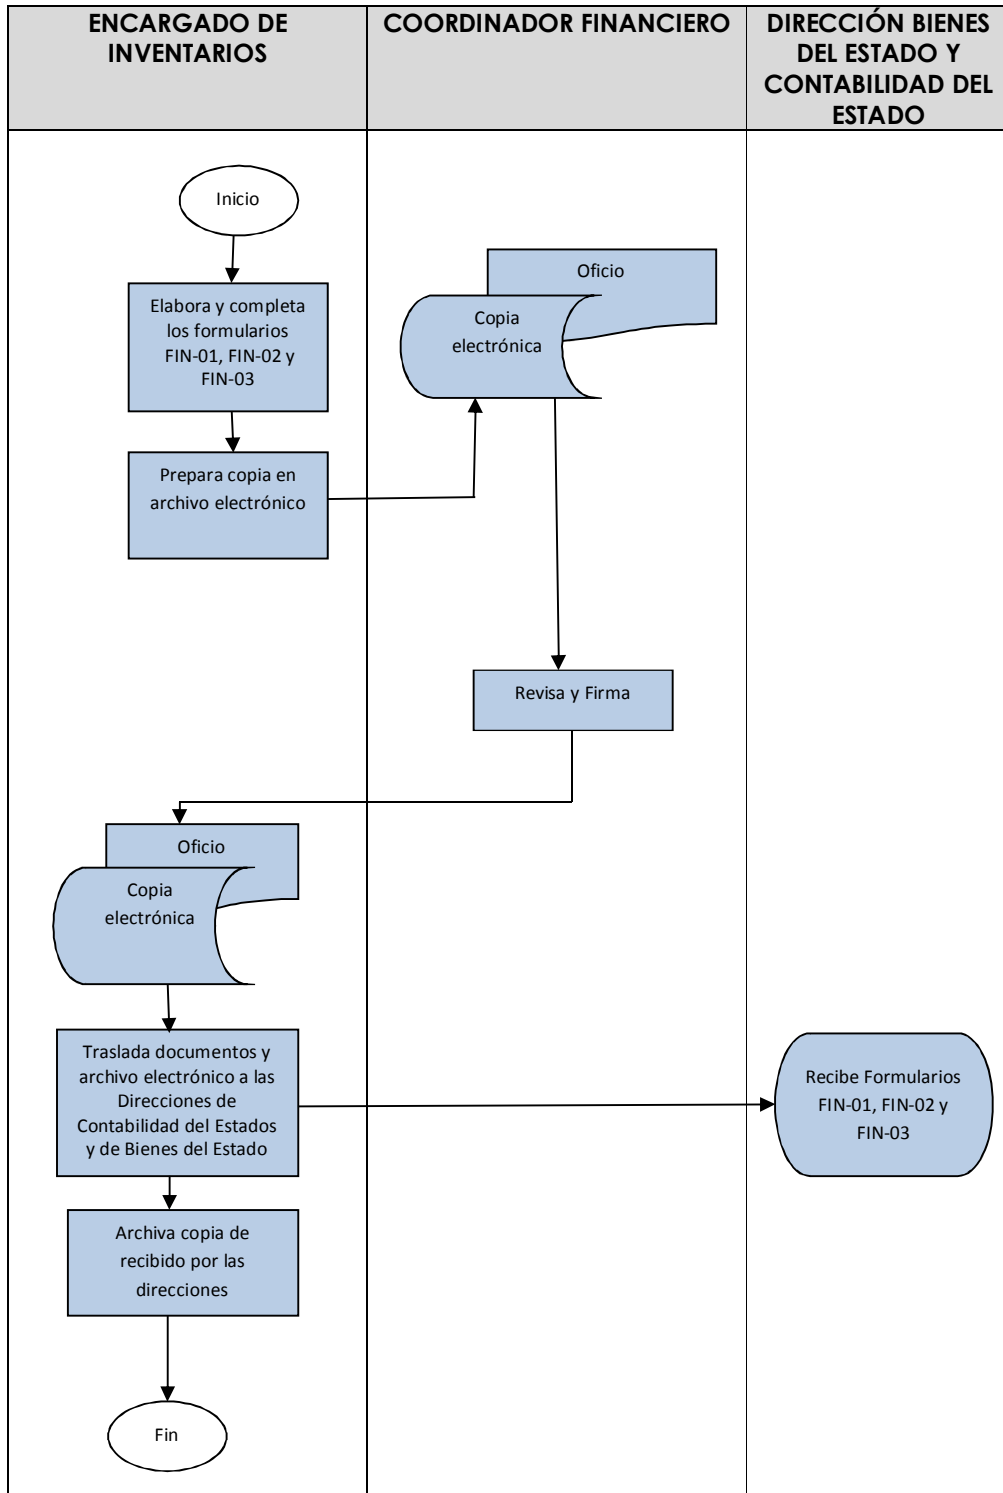 ENCARGADO DE
INVENTARIOS
COORDINADOR FINANCIERO
DIRECCIÓN BIENES
DEL ESTADO Y
CONTABILIDAD DEL
ESTADO
Inicio
Elabora y completa
los formularios
FIN-01, FIN-02 y
FIN-03
Prepara copia en
archivo electrónico
Oficio
Copia
electrónica
Revisa y Firma
Oficio
Copia
electrónica
Traslada documentos y
archivo electrónico a las
Direcciones de
Contabilidad del Estados
y de Bienes del Estado
Recibe Formularios
FIN-01, FIN-02 y
FIN-03
Archiva copia de
recibido por las
direcciones
Fin